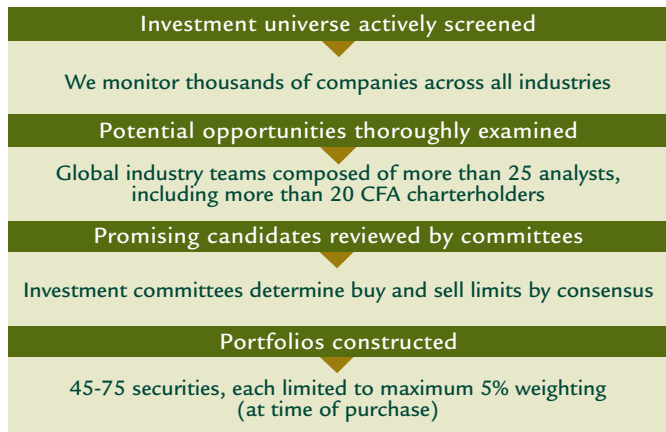 Investment universe actively screened
We monitor thousands of companies across all industries
Potential opportunities thoroughly examined
Global industry teams composed of more than 25 analysts,
including more than 20 CFA charterholders
Promising candidates reviewed by committees
Investment committees determine buy and sell limits by consensus
Portfolios constructed
45-75 securities, each limited to maximum 5% weighting
(at time of purchase)